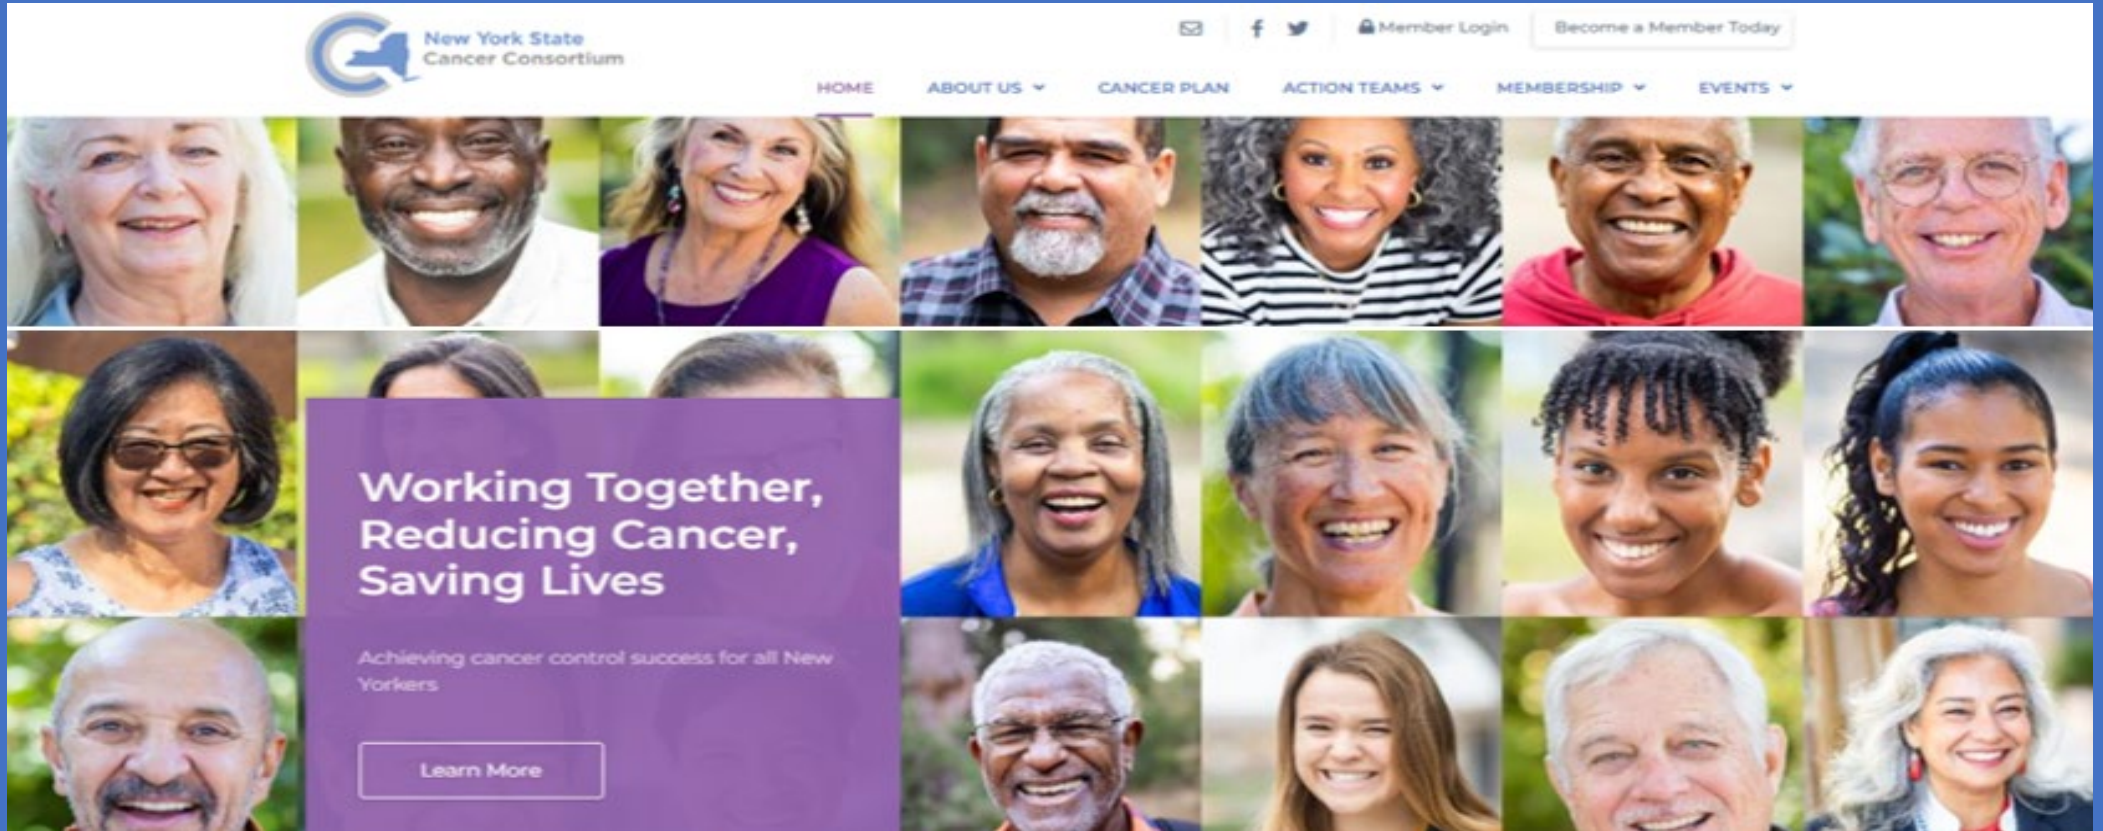 New York State
Cancer Consortium
Member Login
Become a Member Today
HOME
ABOUT US
CANCER PLAN
ACTION TEAMS
MEMBERSHIP
EVENTS
Working Together,
Reducing Cancer,
Saving Lives
Achieving cancer control success for all New
Yorkers
Learn More